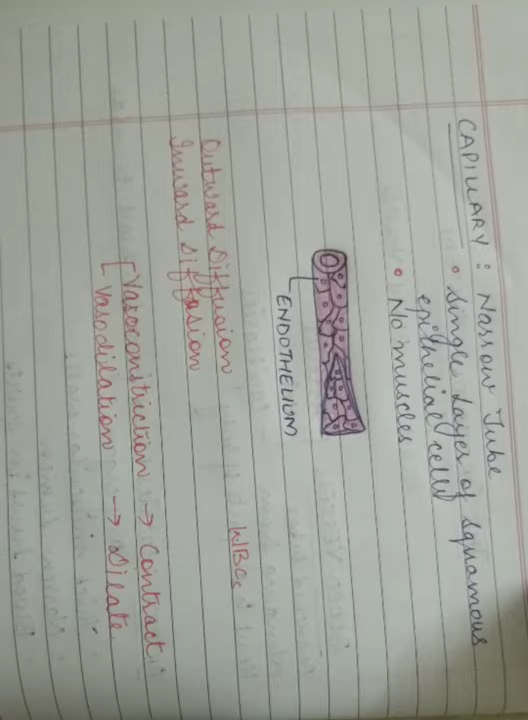 CAPILLARY : Narrow Tube
• Single Layer of Squamous
epithelial cells
• No muscles
ENDOTHELIUM
WBCs
Outward Diffusion
Inward Diffusion
[Vasoconstriction → Contract
[Vasodilation → Dilate